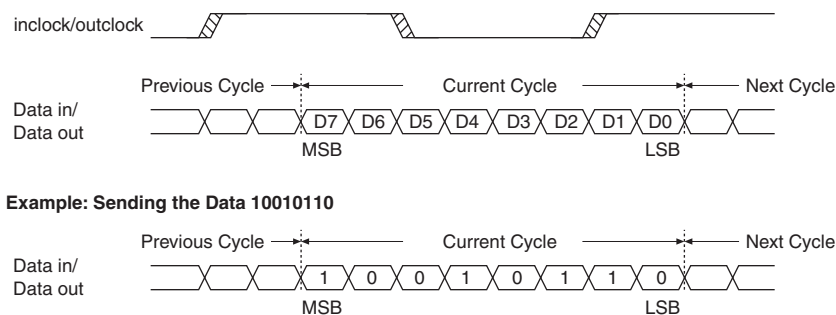 inclock/outclock
Previous Cycle Current Cycle Next Cycle
Data in/
Data out
D7 D6 D5 D4 D3 D2 D1 D0
MSB LSB
Example: Sending the Data 10010110
Previous Cycle Current Cycle Next Cycle
Data in/
Data out
1 0 0 1 0 1 1 0
MSB LSB